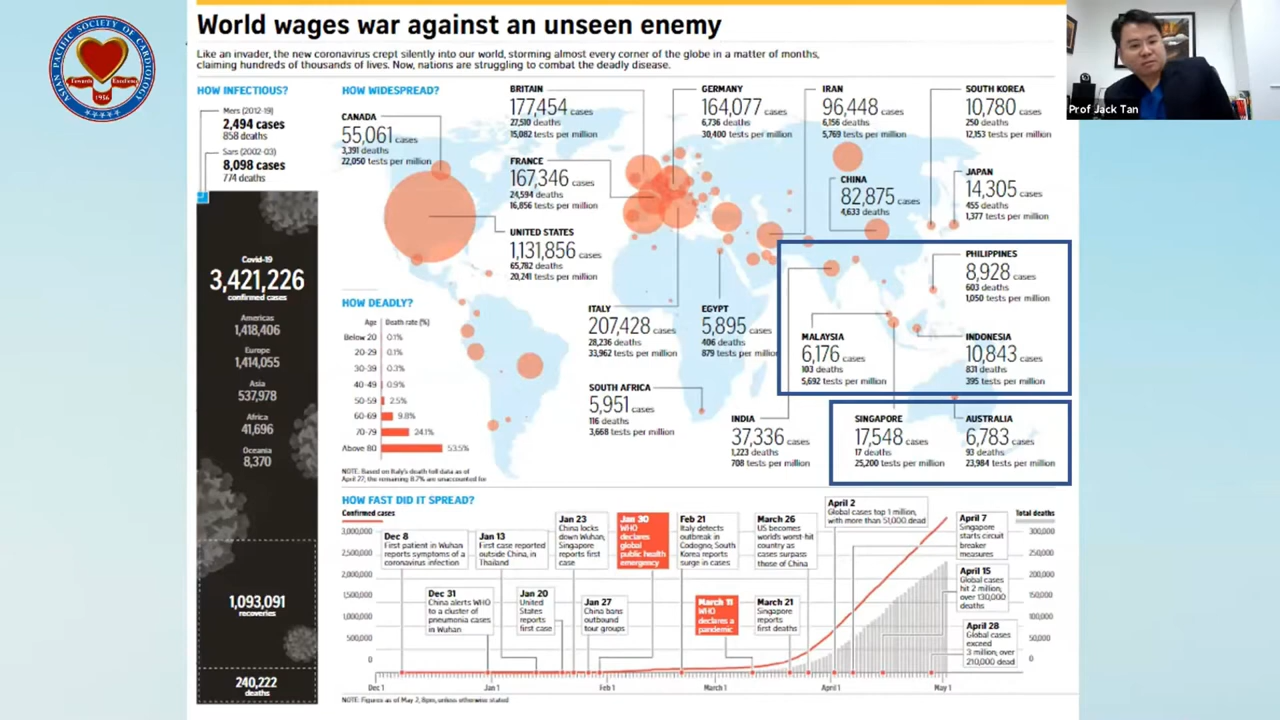 World wages war against an unseen enemy
Like an invader, the new coronavirus crept silently into our world, storming almost every corner of the globe in a matter of months,
claiming hundreds of thousands of lives. Now, nations are struggling to combat the deadly disease.
ASIAN PACIFIC SOCIETY OF CARDIOLOGY
Towards Excellence
1956
Prof Jack Tan
HOW INFECTIOUS?
Mers (2012-19)
2,494 cases
858 deaths
Sars (2002-03)
8,098 cases
774 deaths
Covid-19
3,421,226
confirmed cases
Americas
1,418,406
Europe
1,414,055
Asia
537,978
Africa
41,696
Oceania
8,370
1,093,091
recoveries
240,222
deaths
HOW WIDESPREAD?
CANADA
55,061 cases
3,391 deaths
22,050 tests per million
BRITAIN
177,454 cases
27,510 deaths
15,082 tests per million
FRANCE
167,346 cases
24,594 deaths
16,856 tests per million
UNITED STATES
1,131,856 cases
65,782 deaths
20,241 tests per million
GERMANY
164,077 cases
6,736 deaths
30,400 tests per million
IRAN
96,448 cases
6,156 deaths
5,769 tests per million
SOUTH KOREA
10,780 cases
250 deaths
12,153 tests per million
CHINA
82,875 cases
4,633 deaths
JAPAN
14,305 cases
455 deaths
1,377 tests per million
PHILIPPINES
8,928 cases
603 deaths
1,050 tests per million
ITALY
207,428 cases
28,236 deaths
33,962 tests per million
EGYPT
5,895 cases
406 deaths
879 tests per million
MALAYSIA
6,176 cases
103 deaths
5,692 tests per million
INDONESIA
10,843 cases
831 deaths
395 tests per million
SOUTH AFRICA
5,951 cases
116 deaths
3,668 tests per million
INDIA
37,336 cases
1,223 deaths
708 tests per million
SINGAPORE
17,548 cases
17 deaths
25,200 tests per million
AUSTRALIA
6,783 cases
93 deaths
23,984 tests per million
HOW DEADLY?
Age Death rate (%)
Below 20 0.1%
20-29 0.1%
30-39 0.3%
40-49 0.9%
50-59 2.5%
60-69 9.8%
70-79 24.1%
Above 80 53.5%
NOTE: Based on Italy's death toll data as of
April 27; the remaining 8.7% are unaccounted for
HOW FAST DID IT SPREAD?
Confirmed cases
3,000,000
2,500,000
2,000,000
1,500,000
1,000,000
500,000
0
Dec 8
First patient in Wuhan
reports symptoms of a
coronavirus infection
Dec 31
China alerts WHO
to a cluster of
pneumonia cases
in Wuhan
Jan 13
First case reported
outside China, in
Thailand
Jan 20
United
States
reports
first case
Jan 23
China locks
down Wuhan,
Singapore
reports first
case
Jan 27
China bans
outbound
tour groups
Jan 30
WHO
declares
global
public health
emergency
Feb 21
Italy detects
outbreak in
Codogno; South
Korea reports
surge in cases
March 11
WHO
declares a
pandemic
March 26
US becomes
world's worst-hit
country as
cases surpass
those of China
March 21
Singapore
reports
first deaths
April 2
Global cases top 1 million,
with more than 51,000 dead
April 7
Singapore
starts circuit
breaker
measures
April 15
Global cases
hit 2 million;
over 130,000
deaths
April 28
Global cases
exceed
3 million; over
210,000 dead
Total deaths
300,000
250,000
200,000
150,000
100,000
50,000
0
Dec 1
Jan 1
Feb 1
March 1
April 1
May 1
NOTE: Figures as of May 2, 8pm, unless otherwise stated